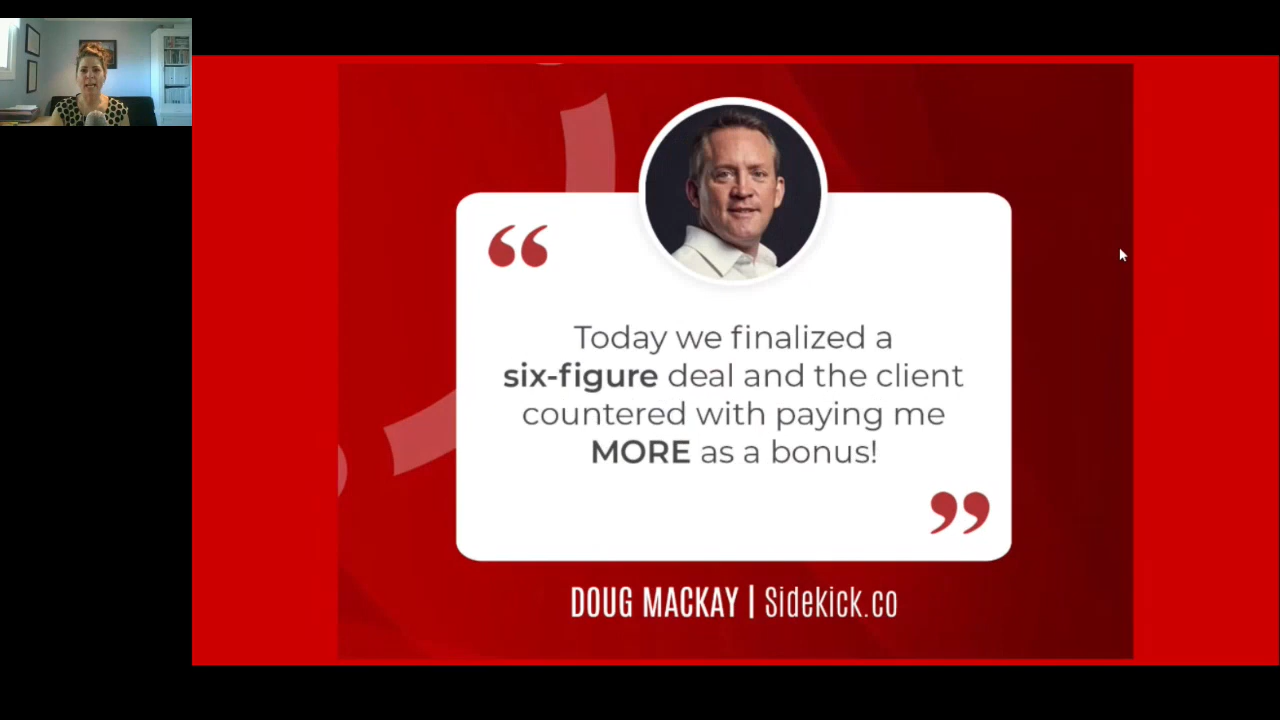 “
Today we finalized a
six-figure deal and the client
countered with paying me
MORE as a bonus!
”
DOUG MACKAY | Sidekick.co